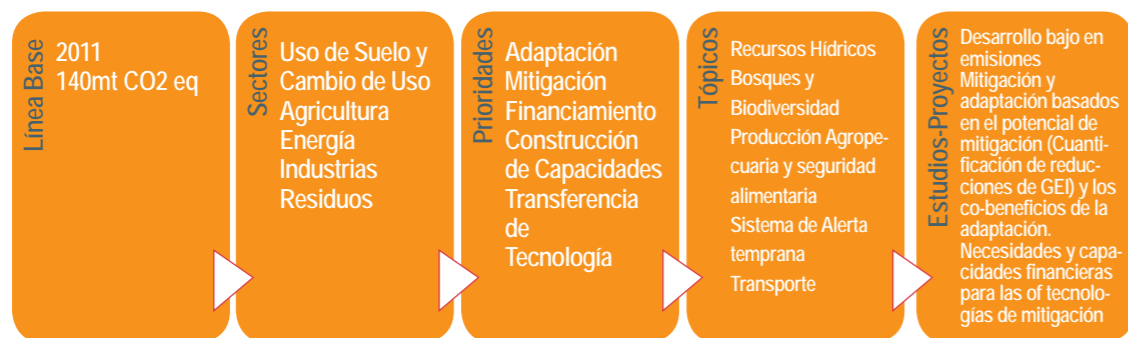 Línea Base
2011
140mt CO2 eq
Sectores
Uso de Suelo y
Cambio de Uso
Agricultura
Energía
Industrias
Residuos
Prioridades
Adaptación
Mitigación
Financiamiento
Construcción
de Capacidades
Transferencia
de
Tecnología
Tópicos
Recursos Hídricos
Bosques y
Biodiversidad
Producción Agrope-
cuaria y seguridad
alimentaria
Sistema de Alerta
temprana
Transporte
Estudios-Proyectos
Desarrollo bajo en
emisiones
Mitigación y
adaptación basados
en el potencial de
mitigación (Cuanti-
ficación de reduc-
ciones de GEI) y los
co-beneficios de la
adaptación.
Necesidades y capa-
cidades financieras
para las of tecnolo-
gías de mitigación